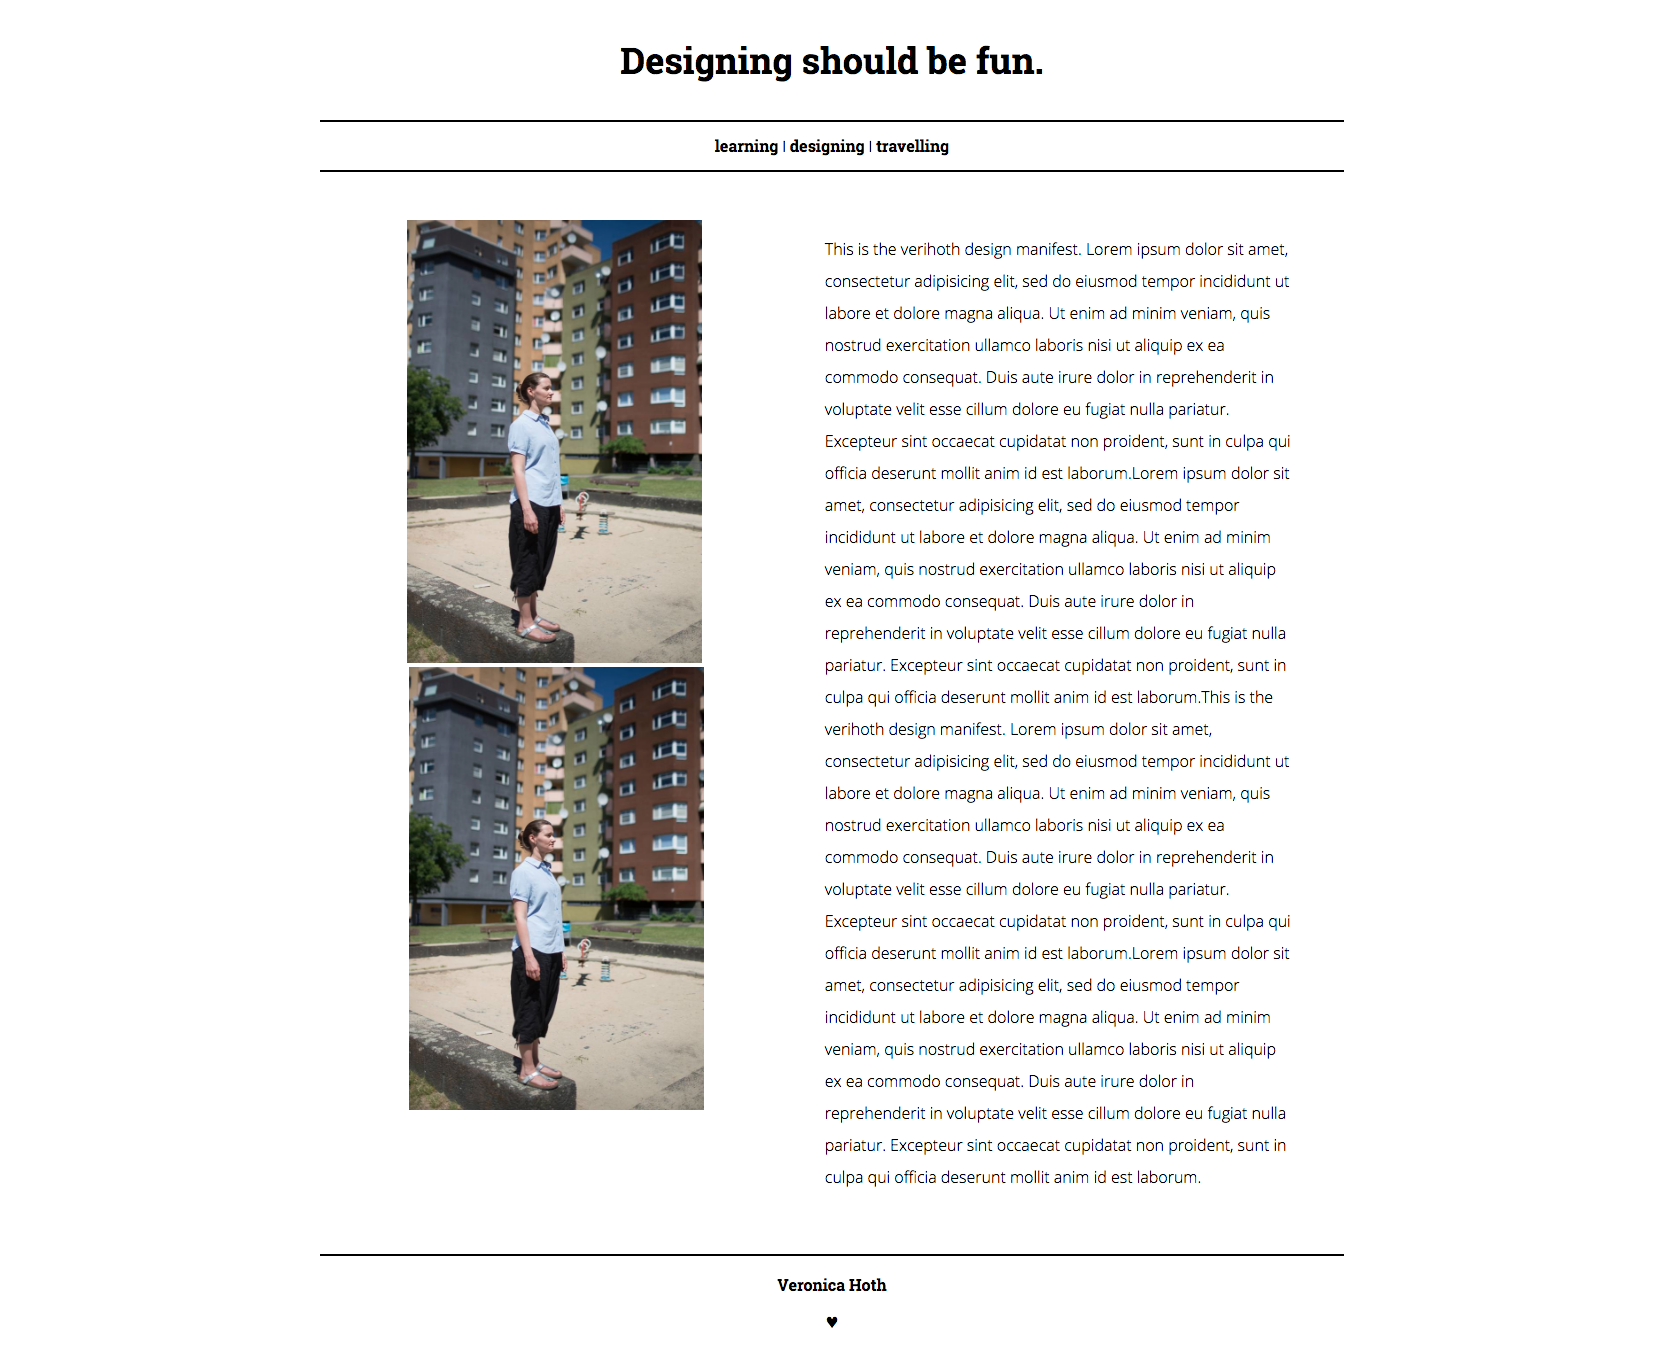 Designing should be fun.
learning | designing | travelling
This is the verihoth design manifest. Lorem ipsum dolor sit amet,
consectetur adipisicing elit, sed do eiusmod tempor incididunt ut
labore et dolore magna aliqua. Ut enim ad minim veniam, quis
nostrud exercitation ullamco laboris nisi ut aliquip ex ea
commodo consequat. Duis aute irure dolor in reprehenderit in
voluptate velit esse cillum dolore eu fugiat nulla pariatur.
Excepteur sint occaecat cupidatat non proident, sunt in culpa qui
officia deserunt mollit anim id est laborum.Lorem ipsum dolor sit
amet, consectetur adipisicing elit, sed do eiusmod tempor
incididunt ut labore et dolore magna aliqua. Ut enim ad minim
veniam, quis nostrud exercitation ullamco laboris nisi ut aliquip
ex ea commodo consequat. Duis aute irure dolor in
reprehenderit in voluptate velit esse cillum dolore eu fugiat nulla
pariatur. Excepteur sint occaecat cupidatat non proident, sunt in
culpa qui officia deserunt mollit anim id est laborum.This is the
verihoth design manifest. Lorem ipsum dolor sit amet,
consectetur adipisicing elit, sed do eiusmod tempor incididunt ut
labore et dolore magna aliqua. Ut enim ad minim veniam, quis
nostrud exercitation ullamco laboris nisi ut aliquip ex ea
commodo consequat. Duis aute irure dolor in reprehenderit in
voluptate velit esse cillum dolore eu fugiat nulla pariatur.
Excepteur sint occaecat cupidatat non proident, sunt in culpa qui
officia deserunt mollit anim id est laborum.Lorem ipsum dolor sit
amet, consectetur adipisicing elit, sed do eiusmod tempor
incididunt ut labore et dolore magna aliqua. Ut enim ad minim
veniam, quis nostrud exercitation ullamco laboris nisi ut aliquip
ex ea commodo consequat. Duis aute irure dolor in
reprehenderit in voluptate velit esse cillum dolore eu fugiat nulla
pariatur. Excepteur sint occaecat cupidatat non proident, sunt in
culpa qui officia deserunt mollit anim id est laborum.
Veronica Hoth
♥